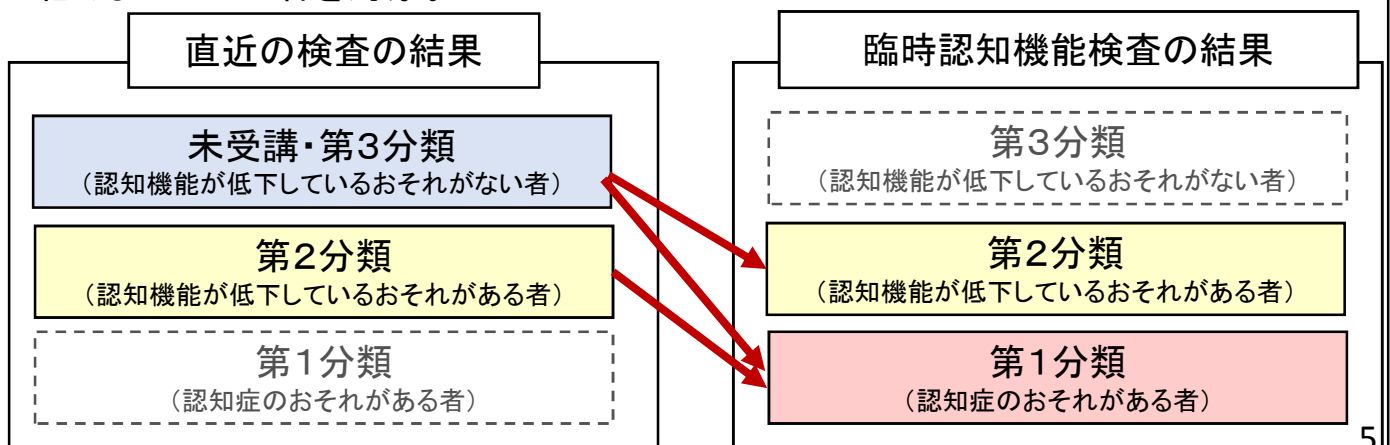 直近の検査の結果
未受講・第3分類
（認知機能が低下しているおそれがない者）
第2分類
（認知機能が低下しているおそれがある者）
第1分類
（認知症のおそれがある者）
臨時認知機能検査の結果
第3分類
（認知機能が低下しているおそれがない者）
第2分類
（認知機能が低下しているおそれがある者）
第1分類
（認知症のおそれがある者）
5